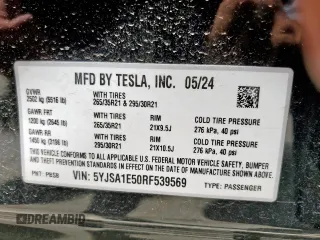 MFD BY TESLA, INC. 05/24
GVWR
2502 kg (5516 lb) WITH TIRES 265/35R21 & 295/30R21
GAWR FRT WITH TIRES RIM COLD TIRE PRESSURE
1200 kg (2645 lb) 265/35R21 21X9.5J 276 kPa, 40 psi
GAWR RR WITH TIRES RIM COLD TIRE PRESSURE
1450 kg (3196 lb) 295/30R21 21X10.5J 276 kPa, 40 psi
THIS VEHICLE CONFORMS TO ALL APPLICABLE U.S. FEDERAL MOTOR VEHICLE SAFETY, BUMPER
AND THEFT PREVENTION STANDARDS IN EFFECT ON THE DATE OF MANUFACTURE SHOWN ABOVE.
PNT: PBSB VIN: 5YJSA1E50RF539569 TYPE: PASSENGER
DREAMBID